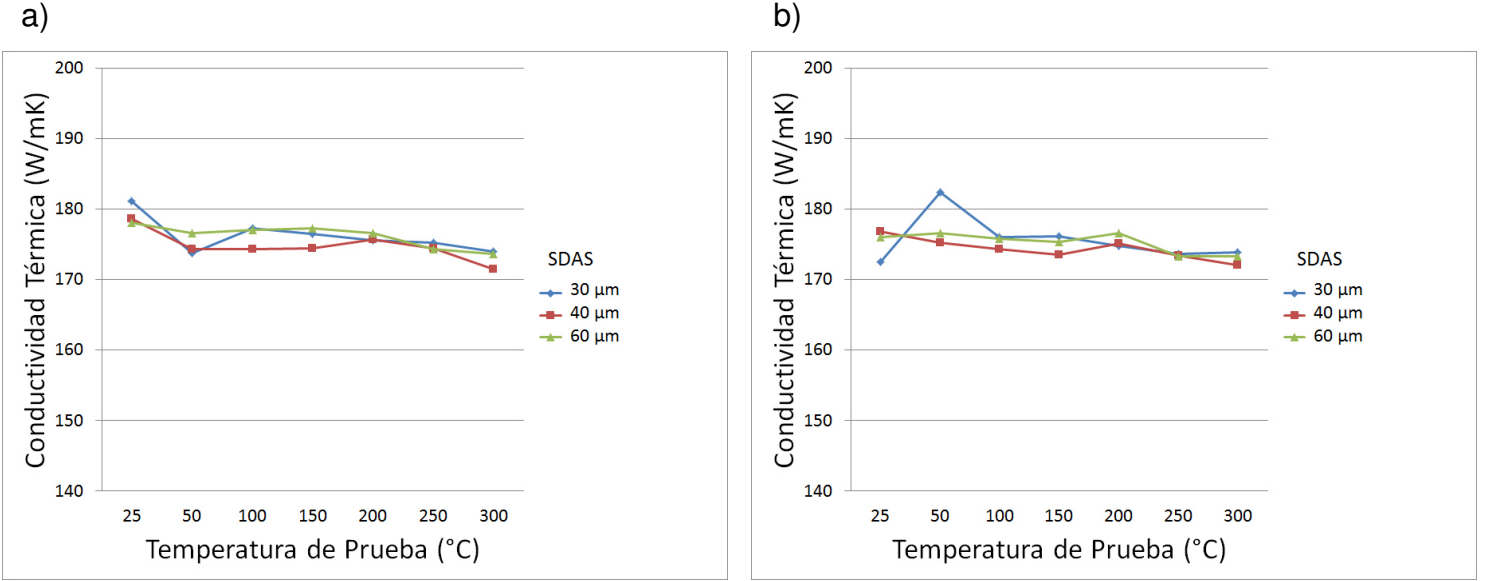 a)
200
190
180
170
160
150
140
Conductividad Térmica (W/mK)
25 50 100 150 200 250 300
Temperatura de Prueba (°C)
SDAS
30 µm
40 µm
60 µm
b)
200
190
180
170
160
150
140
Conductividad Térmica (W/mK)
25 50 100 150 200 250 300
Temperatura de Prueba (°C)
SDAS
30 µm
40 µm
60 µm